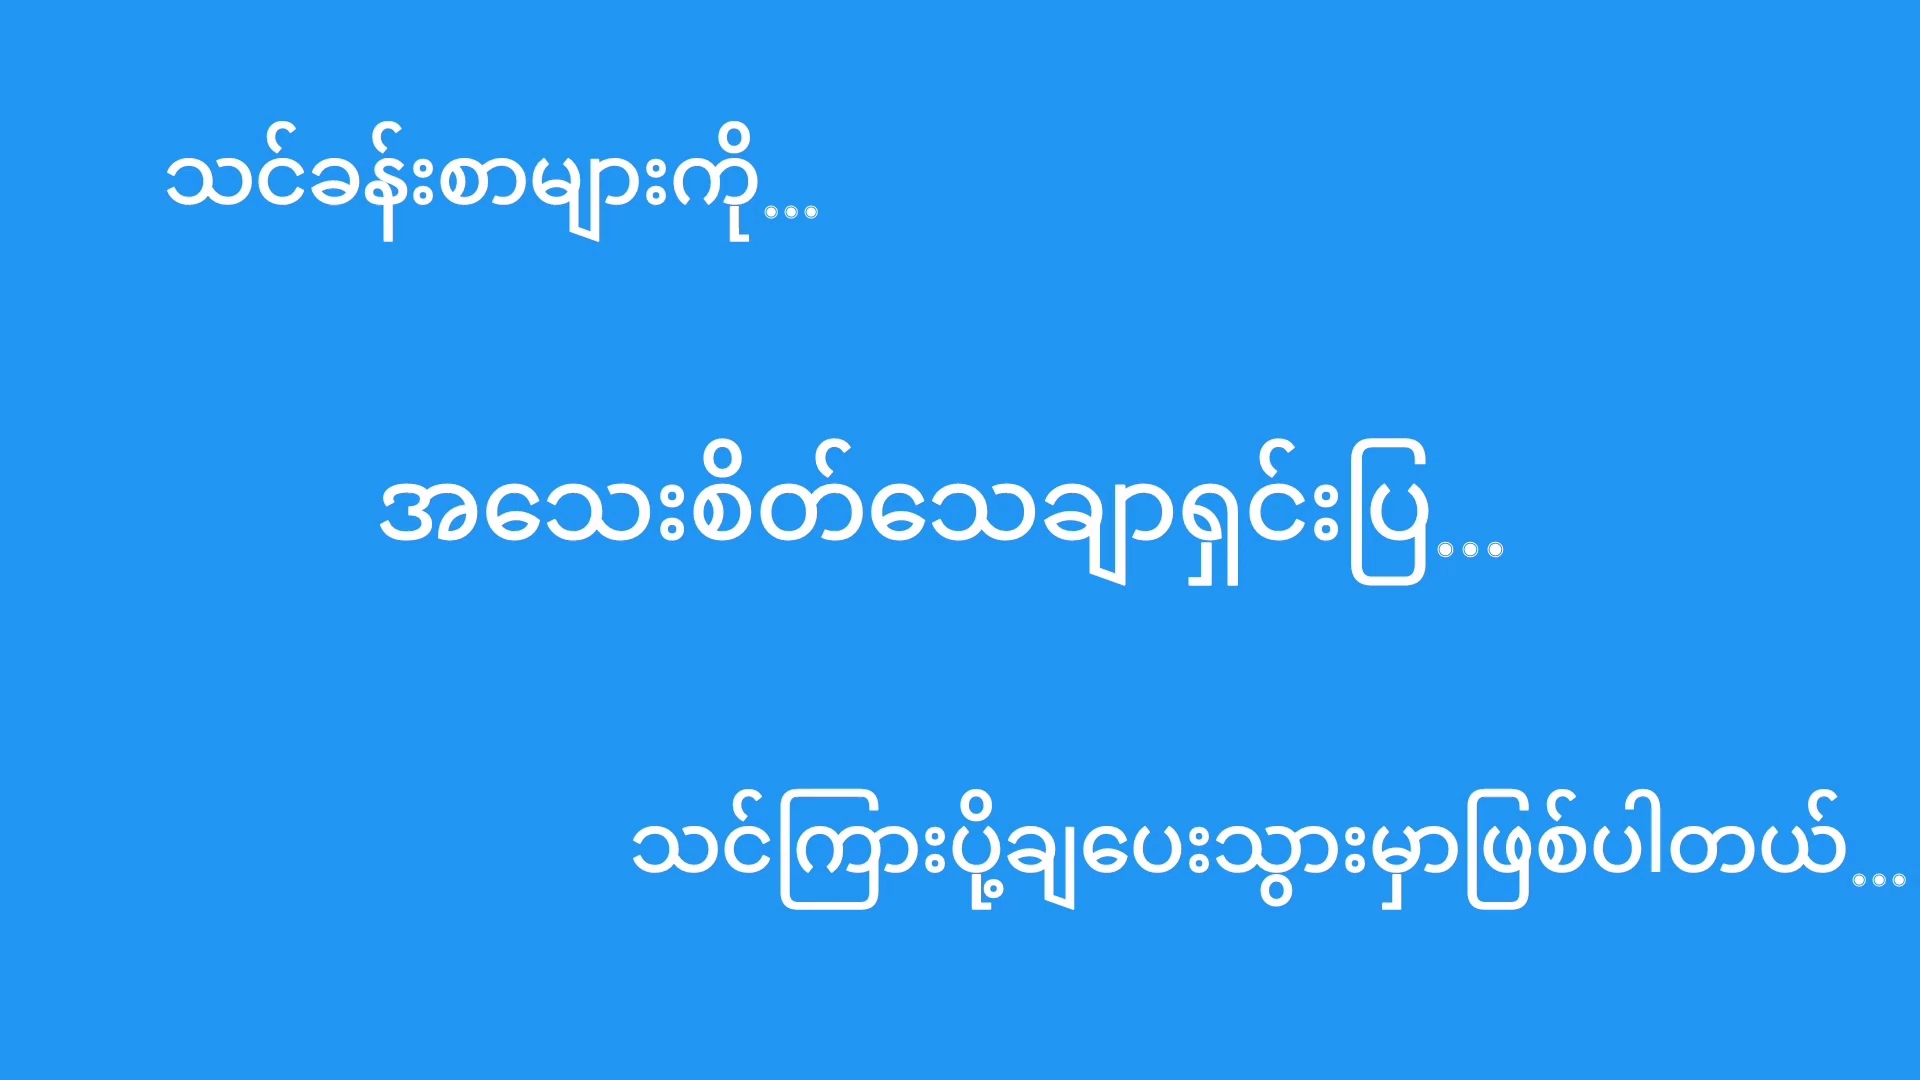 သင်ခန်းစာများကို...
အသေးစိတ်သေချာရှင်းပြ...
သင်ကြားပို့ချပေးသွားမှာဖြစ်ပါတယ်...